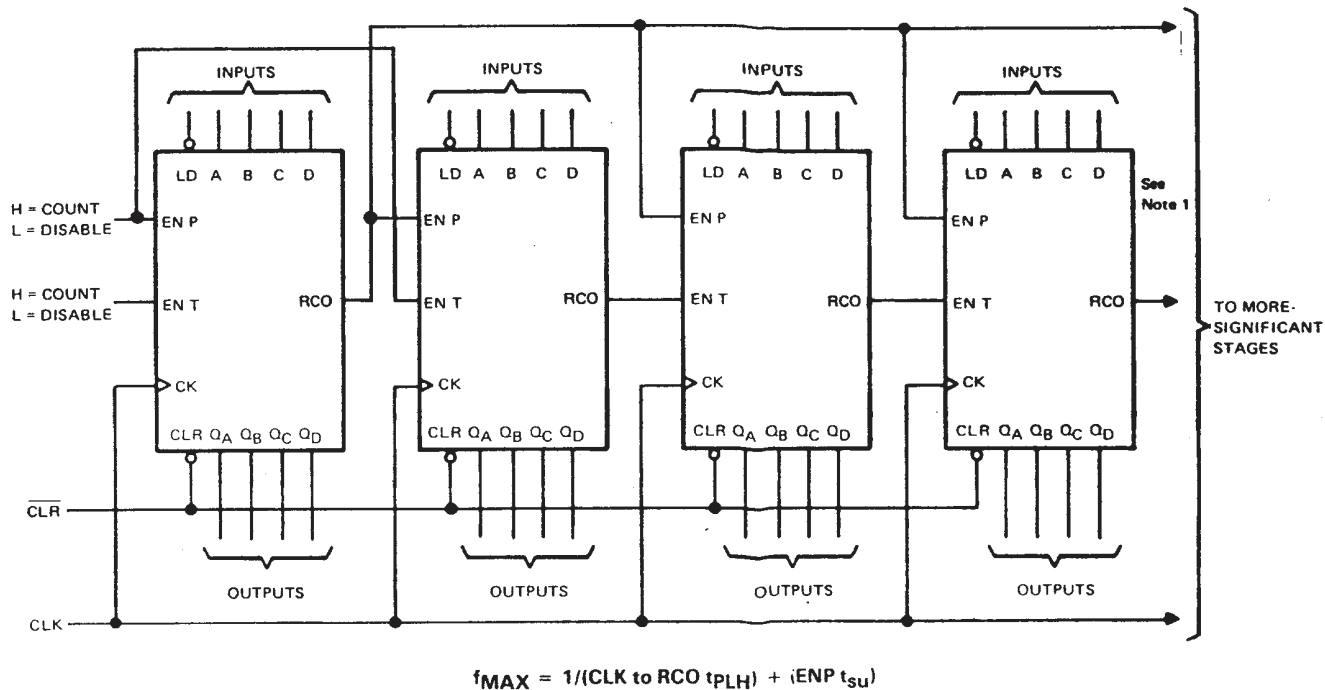 INPUTS INPUTS INPUTS INPUTS
LD A B C D LD A B C D LD A B C D LD A B C D
See
Note 1
H = COUNT
L = DISABLE
EN P EN P EN P EN P
H = COUNT
L = DISABLE
EN T RCO EN T RCO EN T RCO EN T RCO
TO MORE-
SIGNIFICANT
STAGES
CK CK CK CK
CLR QA QB QC QD CLR QA QB QC QD CLR QA QB QC QD CLR QA QB QC QD
CLR
OUTPUTS OUTPUTS OUTPUTS OUTPUTS
CLK
fMAX = 1/(CLK to RCO tPLH) + (ENP tsu)